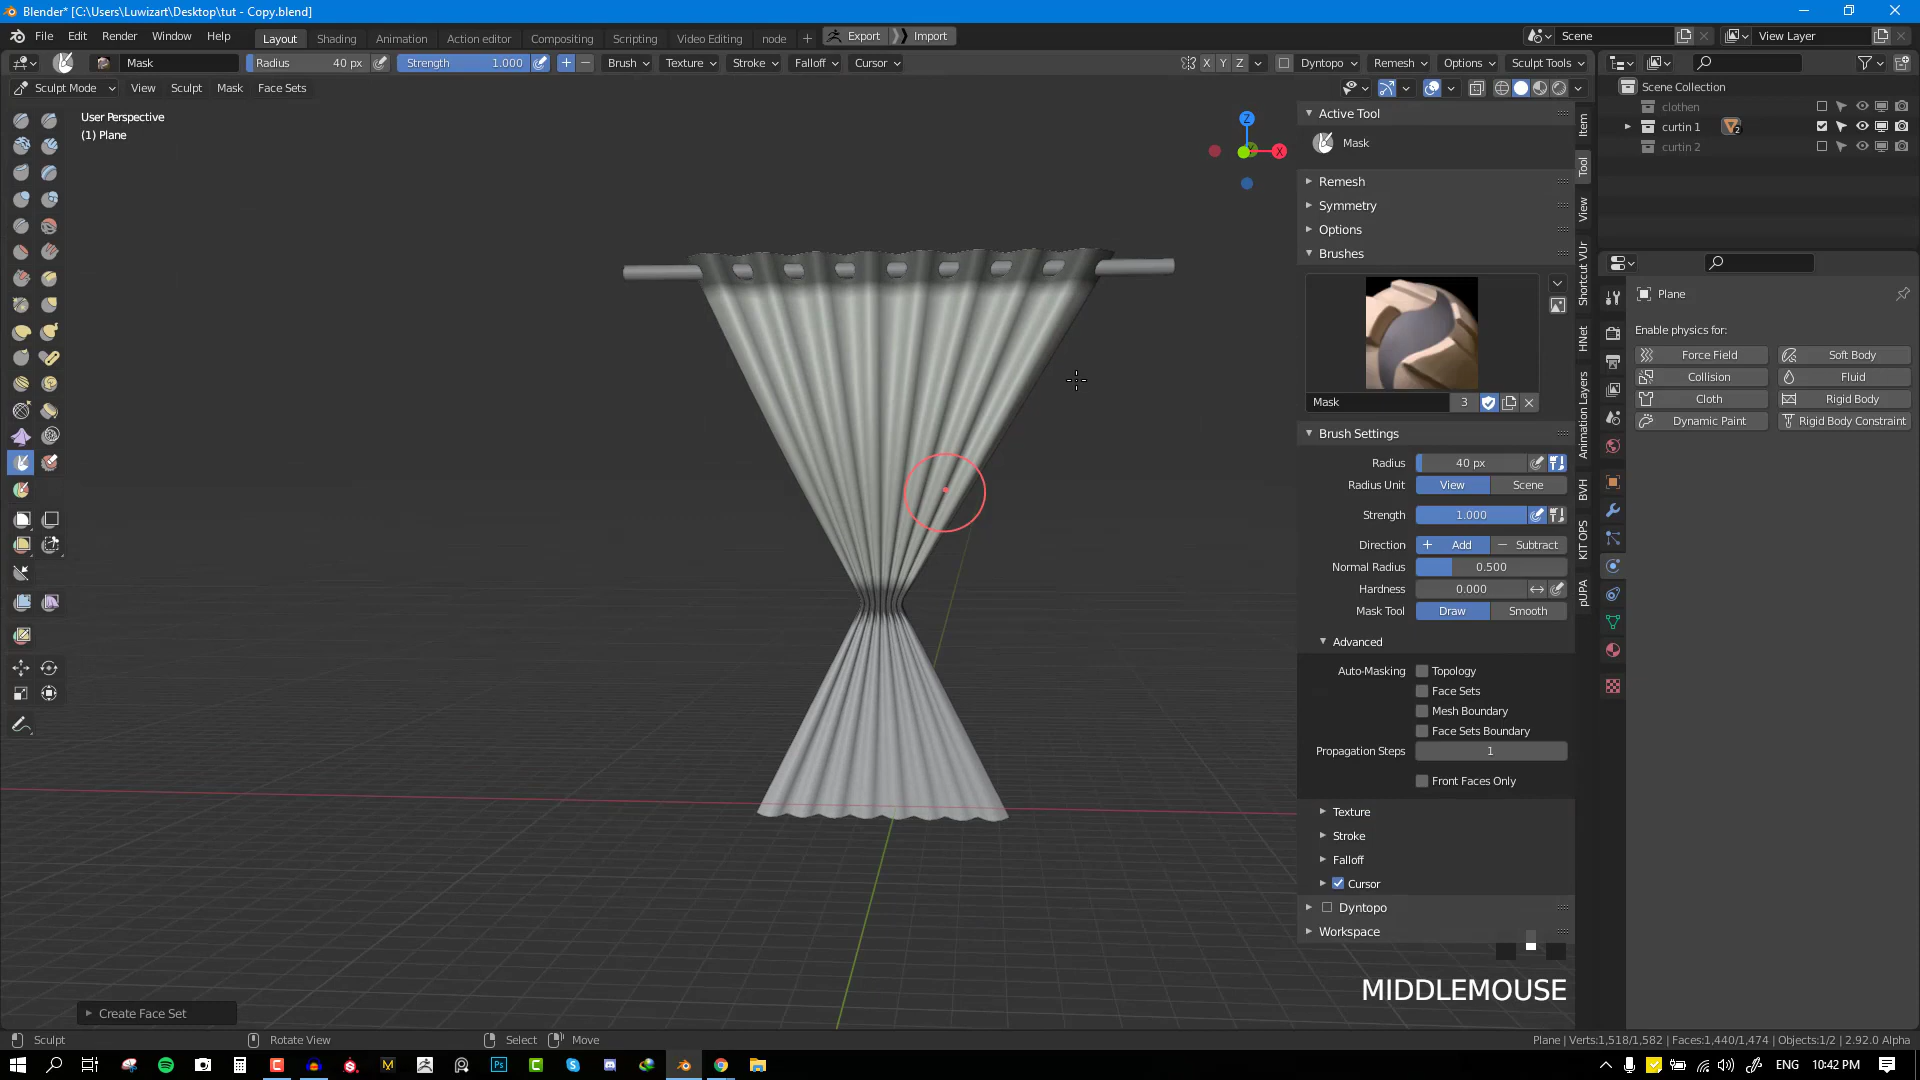 Blender* [C:\Users\Luwizart\Desktop\tut - Copy.blend]
File Edit Render Window Help Layout Shading Animation Action editor Compositing Scripting Video Editing node + Export Import Scene View Layer
Mask Radius 40 px Strength 1.000 Brush Texture Stroke Falloff Cursor X Y Z Dyntopo Remesh Options Sculpt Tools
Sculpt Mode View Sculpt Mask Face Sets
User Perspective
(1) Plane
Z
X
Active Tool
Mask
Remesh
Symmetry
Options
Brushes
Mask 3
Brush Settings
Radius 40 px
Radius Unit View Scene
Strength 1.000
Direction + Add − Subtract
Normal Radius 0.500
Hardness 0.000
Mask Tool Draw Smooth
Advanced
Auto-Masking Topology
Face Sets
Mesh Boundary
Face Sets Boundary
Propagation Steps 1
Front Faces Only
Texture
Stroke
Falloff
Cursor
Dyntopo
Workspace
Item
Tool
View
Shortcut VUr
HNet
Animation Layers
BVH
KIT OPS
pUPA
Scene Collection
clothen
curtin 1 2
curtin 2
Plane
Enable physics for:
Force Field Soft Body
Collision Fluid
Cloth Rigid Body
Dynamic Paint Rigid Body Constraint
MIDDLEMOUSE
Create Face Set
Sculpt Rotate View Select Move Plane | Verts:1,518/1,582 | Faces:1,440/1,474 | Objects:1/2 | 2.92.0 Alpha
ENG 10:42 PM